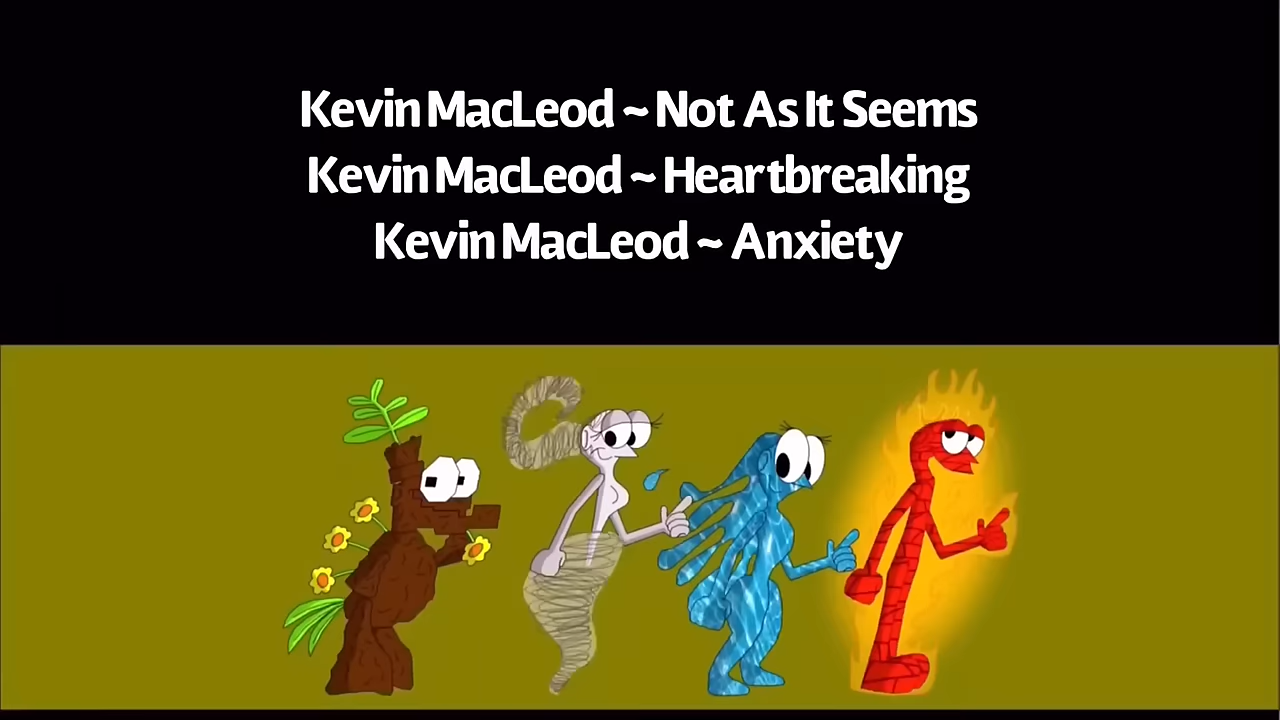 Kevin MacLeod ~ Not As It Seems
Kevin MacLeod ~ Heartbreaking
Kevin MacLeod ~ Anxiety